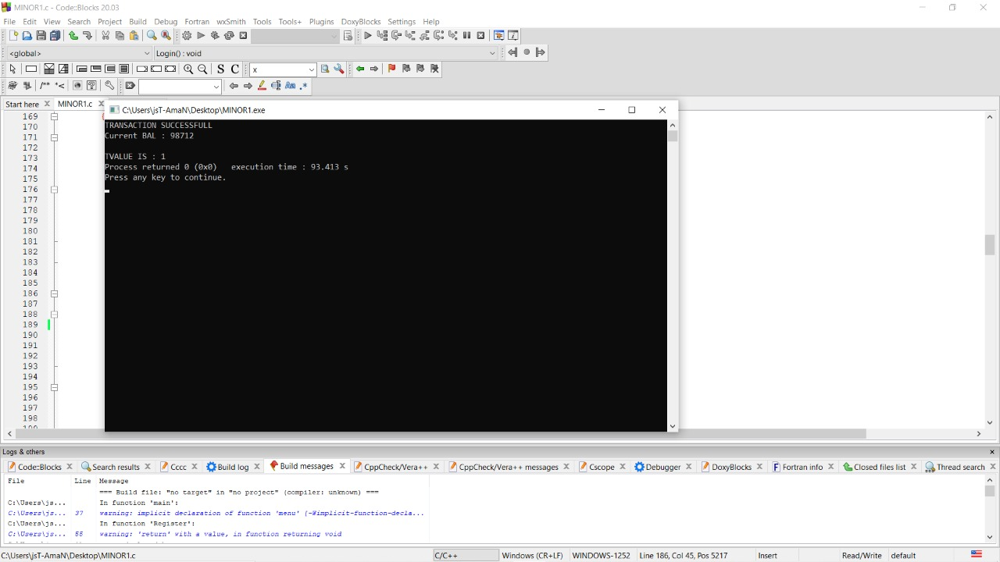 MINOR1.c - Code::Blocks 20.03
File Edit View Search Project Build Debug Fortran wxSmith Tools Tools+ Plugins DoxyBlocks Settings Help
<global> Login() : void
S C x
/** *<
Aa .*
Start here MINOR1.c
C:\Users\jsT-AmaN\Desktop\MINOR1.exe
TRANSACTION SUCCESSFULL
Current BAL : 98712
TVALUE IS : 1
Process returned 0 (0x0) execution time : 93.413 s
Press any key to continue.
169
170
171
172
173
174
175
176
177
178
179
180
181
182
183
184
185
186
187
188
189
190
191
192
193
194
195
196
197
198
199
Logs & others
Code::Blocks Search results Cccc Build log Build messages CppCheck/Vera++ CppCheck/Vera++ messages Cscope Debugger DoxyBlocks Fortran info Closed files list Thread search
File Line Message
=== Build file: "no target" in "no project" (compiler: unknown) ===
C:\Users\js... In function 'main':
C:\Users\js... 37 warning: implicit declaration of function 'menu' [-Wimplicit-function-decla...
C:\Users\js... In function 'Register':
C:\Users\js... 55 warning: 'return' with a value, in function returning void
C:\Users\jsT-AmaN\Desktop\MINOR1.c C/C++ Windows (CR+LF) WINDOWS-1252 Line 186, Col 45, Pos 5217 Insert Read/Write default